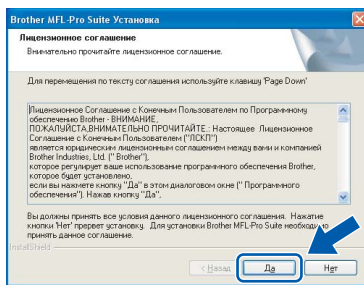 Brother MFL-Pro Suite Установка
Лицензионное соглашение
Внимательно прочитайте лицензионное соглашение.
Для перемещения по тексту соглашения используйте клавишу 'Page Down'
Лицензионное Соглашение с Конечным Пользователем по Программному
обеспечению Brother - ВНИМАНИЕ,
ПОЖАЛУЙСТА,ВНИМАТЕЛЬНО ПРОЧИТАЙТЕ.: Настоящее Лицензионное
Соглашение с Конечным Пользователем ("ЛСКП")
является юридическим лицензионным соглашением между вами и компанией
Brother Industries, Ltd. (" Brother"),
которое регулирует ваше использование программного обеспечения Brother,
которое будет установлено,
если вы нажмете кнопку "Да" в этом диалоговом окне (" Программного
обеспечения"). Нажав кнопку "Да",
Вы должны принять все условия данного лицензионного соглашения. Нажатие
кнопки 'Нет' прервет установку. Для установки Brother MFL-Pro Suite необходимо
принять данное соглашение.
InstallShield
< Назад
Да
Нет